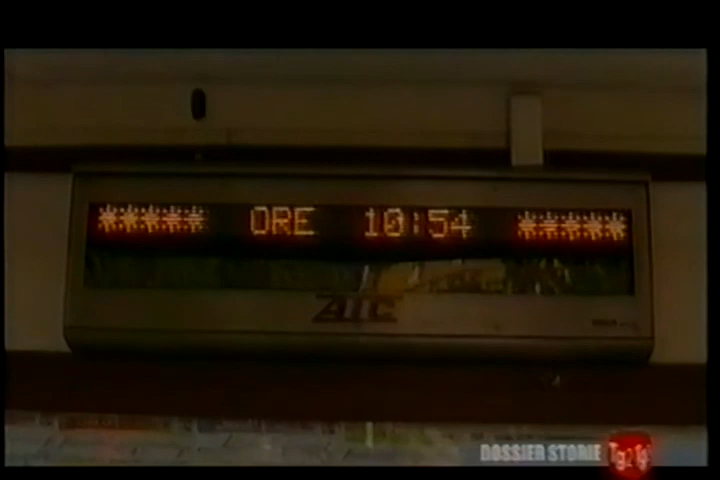 ***** ORE 10:54 *****
ATC
DOSSIER STORIE Tg2